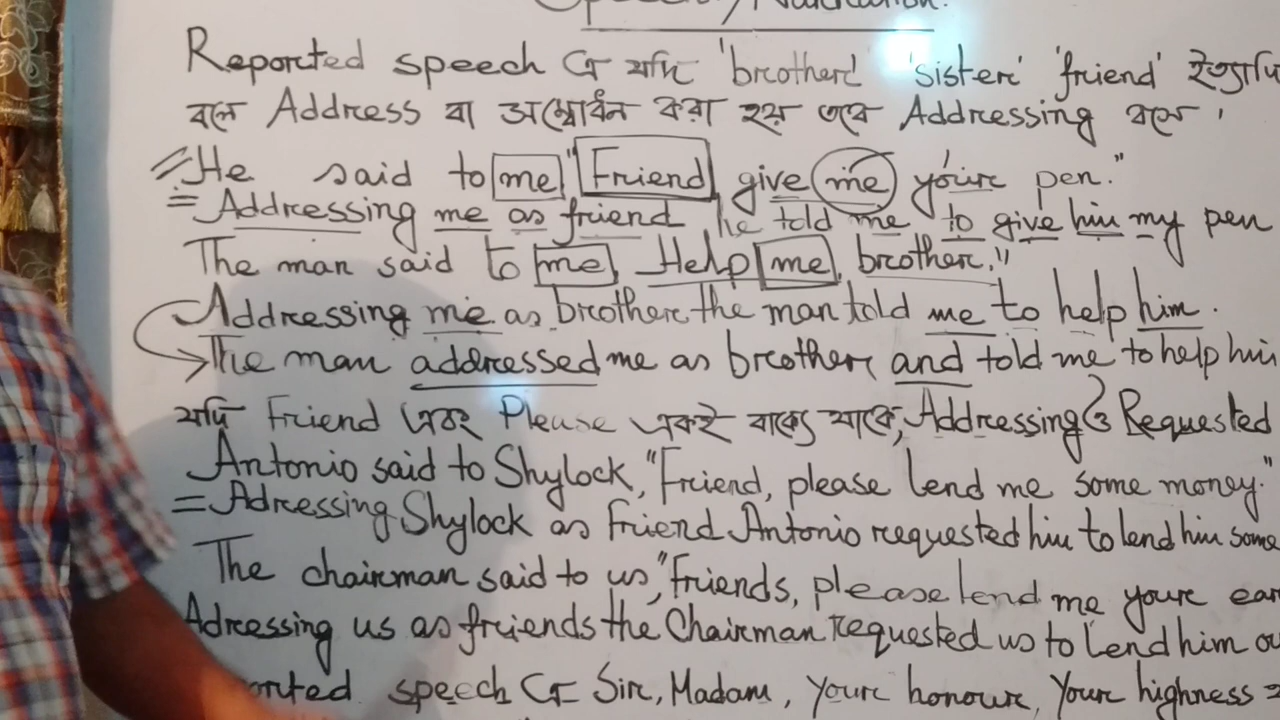 Speech / Narration.
Reported speech এ যদি 'brother' 'sister' 'friend' ইত্যাদি
বলে Address বা সম্বোধন করা হয় তবে Addressing বসে।
He said to me "Friend give me your pen."
= Addressing me as friend he told me to give him my pen
The man said to me, Help me, brother."
Addressing me as brother the man told me to help him.
The man addressed me as brother and told me to help him
যদি Friend এবং Please একই বাক্যে থাকে, Addressing ও Requested
Antonio said to Shylock, "Friend, please lend me some money."
= Adressing Shylock as friend Antonio requested him to lend him some
The chairman said to us, "Friends, please lend me your ear
Adressing us as friends the Chairman requested us to lend him ou
orted speech এ Sir, Madam, Your honour, Your highness =